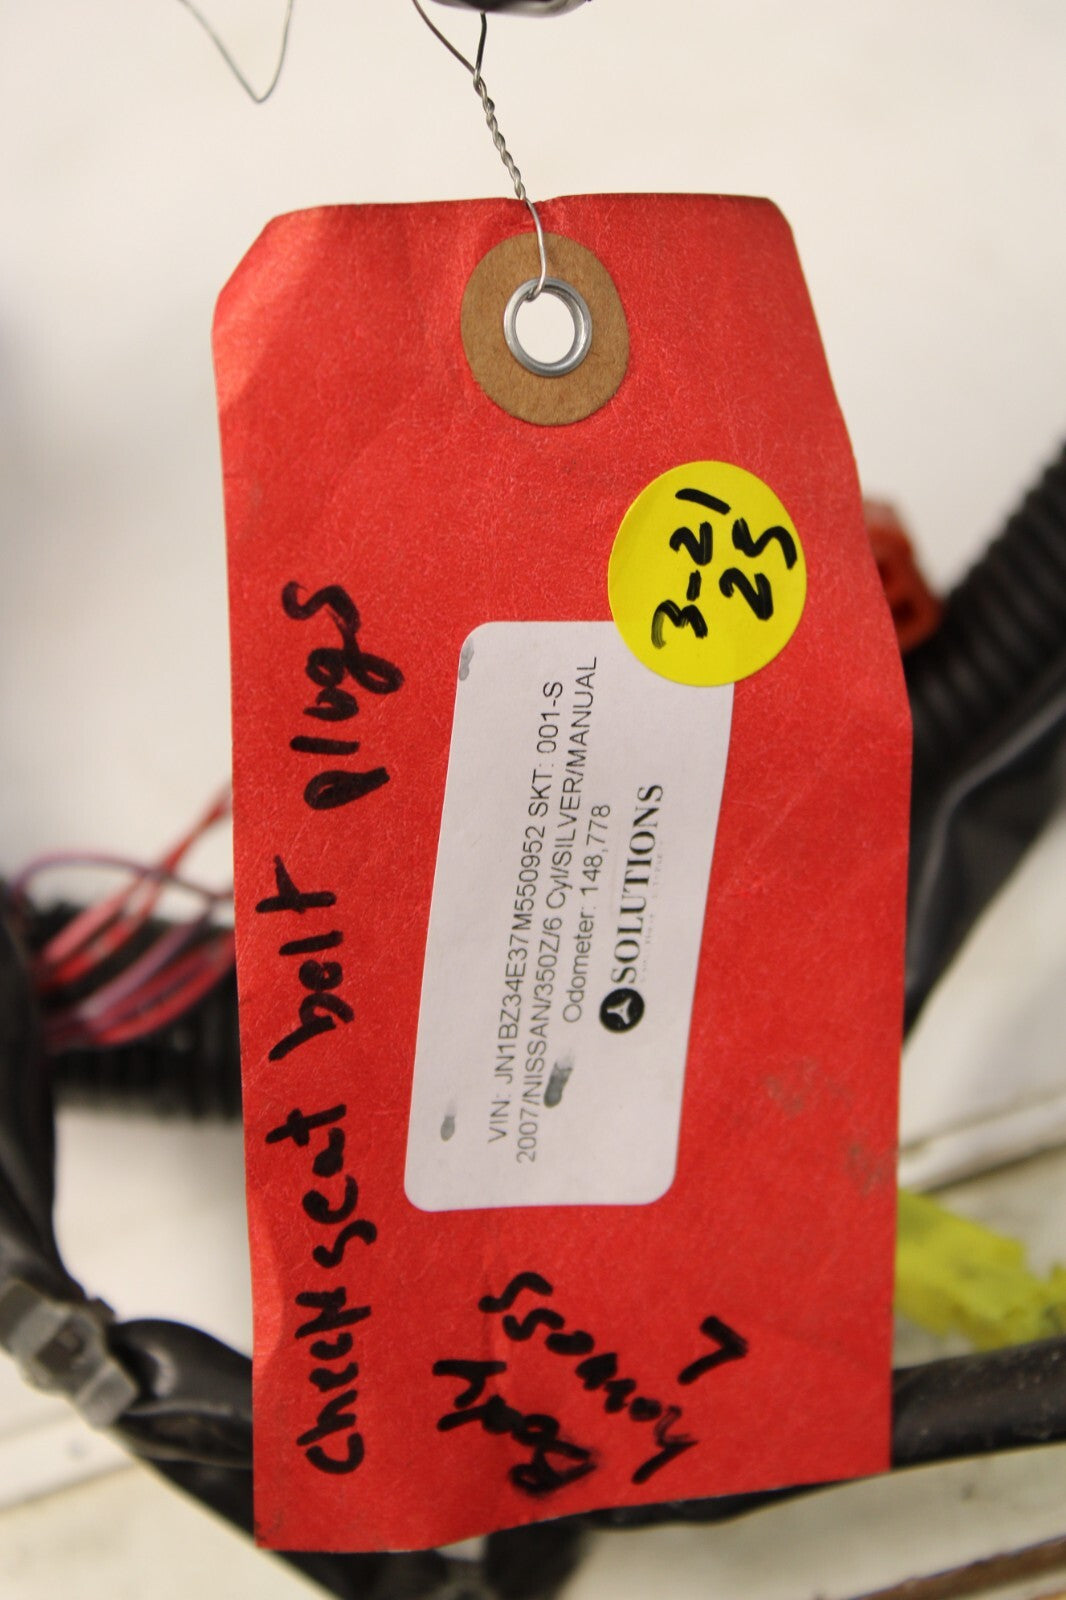 3-21
25
VIN: JN1BZ34E37M550952 SKT: 001-S
2007/NISSAN/350Z/6 Cyl/SILVER/MANUAL
Odometer: 148,778
SOLUTIONS
check seat belt plugs
Body
harness
L